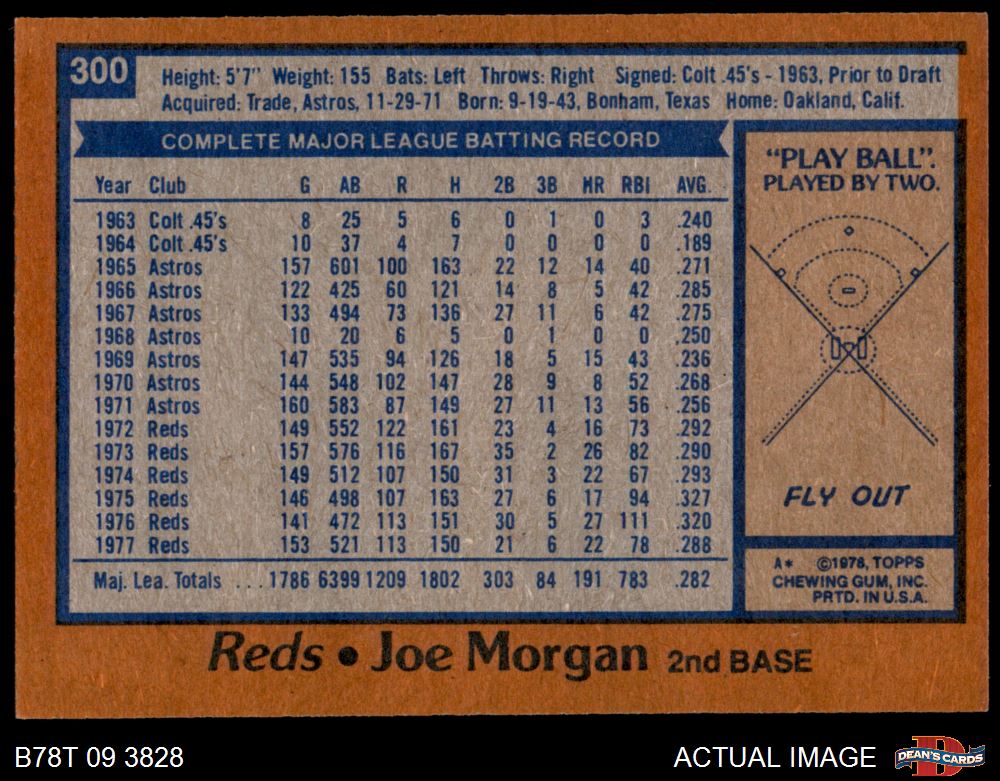 300
Height: 5'7" Weight: 155 Bats: Left Throws: Right Signed: Colt .45's - 1963, Prior to Draft
Acquired: Trade, Astros, 11-29-71 Born: 9-19-43, Bonham, Texas Home: Oakland, Calif.
COMPLETE MAJOR LEAGUE BATTING RECORD
Year Club G AB R H 2B 3B HR RBI AVG.
1963 Colt .45's 8 25 5 6 0 1 0 3 .240
1964 Colt .45's 10 37 4 7 0 0 0 0 .189
1965 Astros 157 601 100 163 22 12 14 40 .271
1966 Astros 122 425 60 121 14 8 5 42 .285
1967 Astros 133 494 73 136 27 11 6 42 .275
1968 Astros 10 20 6 5 0 1 0 0 .250
1969 Astros 147 535 94 126 18 5 15 43 .236
1970 Astros 144 548 102 147 28 9 8 52 .268
1971 Astros 160 583 87 149 27 11 13 56 .256
1972 Reds 149 552 122 161 23 4 16 73 .292
1973 Reds 157 576 116 167 35 2 26 82 .290
1974 Reds 149 512 107 150 31 3 22 67 .293
1975 Reds 146 498 107 163 27 6 17 94 .327
1976 Reds 141 472 113 151 30 5 27 111 .320
1977 Reds 153 521 113 150 21 6 22 78 .288
Maj. Lea. Totals ... 1786 6399 1209 1802 303 84 191 783 .282
"PLAY BALL".
PLAYED BY TWO.
FLY OUT
A* ©1978, TOPPS
CHEWING GUM, INC.
PRTD. IN U.S.A.
Reds • Joe Morgan 2nd BASE
B78T 09 3828
ACTUAL IMAGE
DEAN'S CARDS